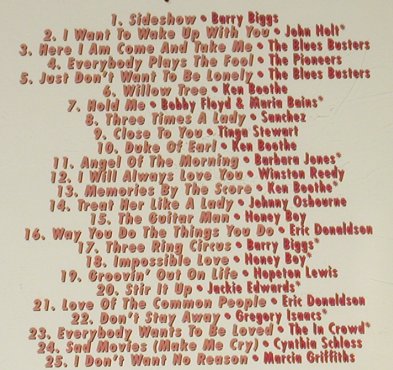 1. Sideshow • Barry Biggs
2. I Want To Wake Up With You • John Holt*
3. Here I Am Come And Take Me • The Blues Busters
4. Everybody Plays The Fool • The Pioneers
5. Just Don't Want To Be Lonely • The Blues Busters
6. Willow Tree • Ken Boothe
7. Hold Me • Bobby Floyd & Maria Bains*
8. Three Times A Lady • Sanchez
9. Close To You • Tinga Stewart
10. Duke Of Earl • Ken Boothe
11. Angel Of The Morning • Barbara Jones*
12. I Will Always Love You • Winston Reedy
13. Memories By The Score • Ken Boothe*
14. Treat Her Like A Lady • Johnny Osbourne
15. The Guitar Man • Honey Boy
16. Way You Do The Things You Do • Eric Donaldson
17. Three Ring Circus • Barry Biggs*
18. Impossible Love • Honey Boy*
19. Groovin' Out On Life • Hopeton Lewis
20. Stir It Up • Jackie Edwards*
21. Love Of The Common People • Eric Donaldson
22. Don't Stay Away • Gregory Isaacs*
23. Everybody Wants To Be Loved • The In Crowd*
24. Sad Movies (Make Me Cry) • Cynthia Schloss
25. I Don't Want No Reason • Marcia Griffiths